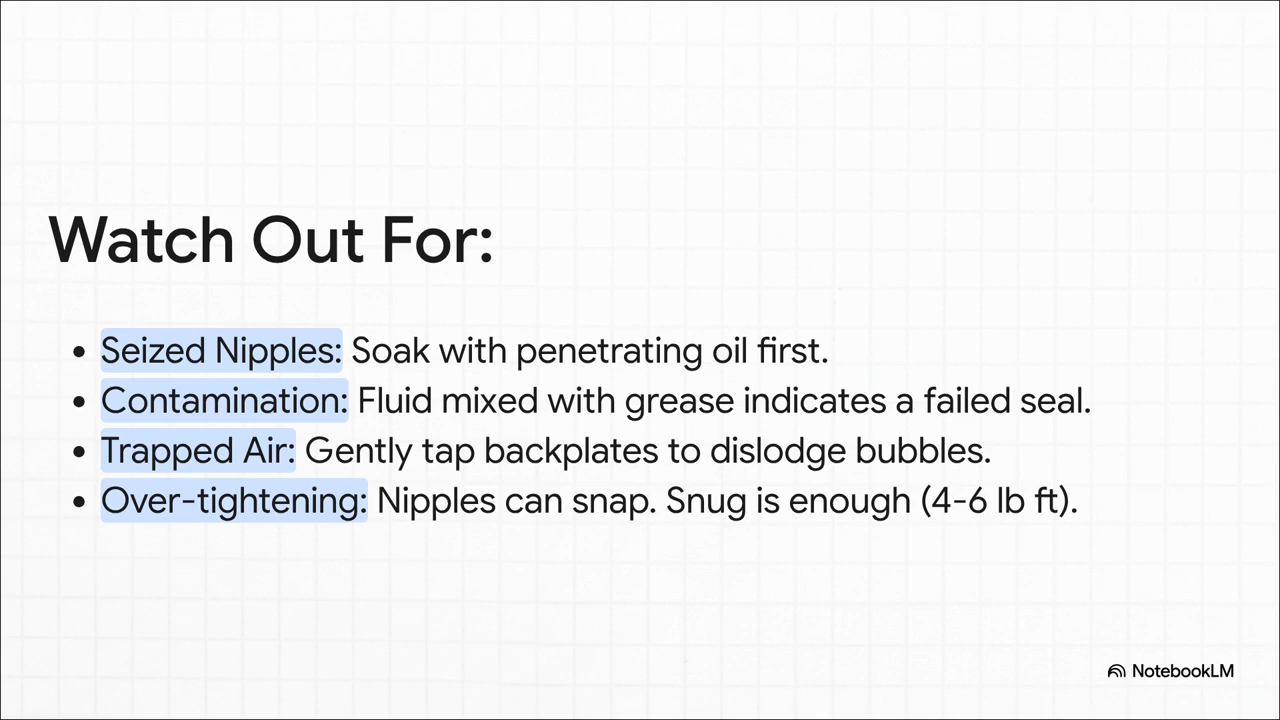 Watch Out For:
• Seized Nipples: Soak with penetrating oil first.
• Contamination: Fluid mixed with grease indicates a failed seal.
• Trapped Air: Gently tap backplates to dislodge bubbles.
• Over-tightening: Nipples can snap. Snug is enough (4-6 lb ft).
NotebookLM